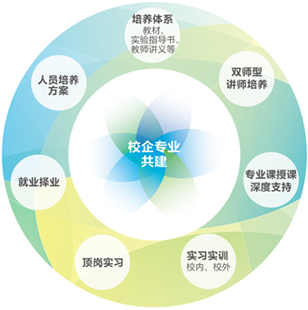 培养体系
教材、
实验指导书、
教师讲义等
双师型
讲师培养
专业课授课
深度支持
实习实训
校内、校外
顶岗实习
就业择业
人员培养
方案
校企专业
共建